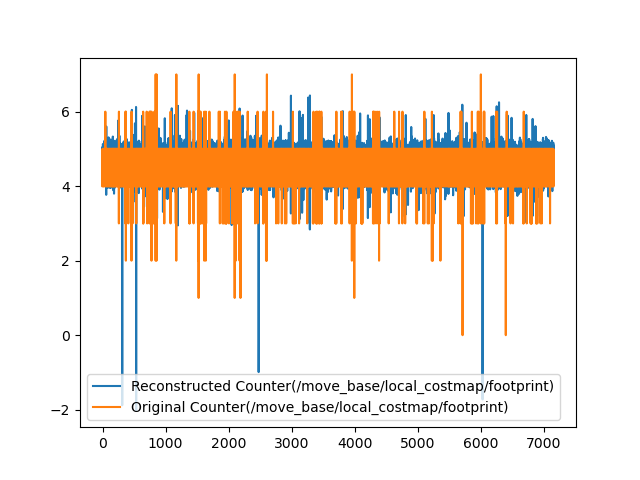 6
4
2
0
−2
Reconstructed Counter(/move_base/local_costmap/footprint)
Original Counter(/move_base/local_costmap/footprint)
0 1000 2000 3000 4000 5000 6000 7000